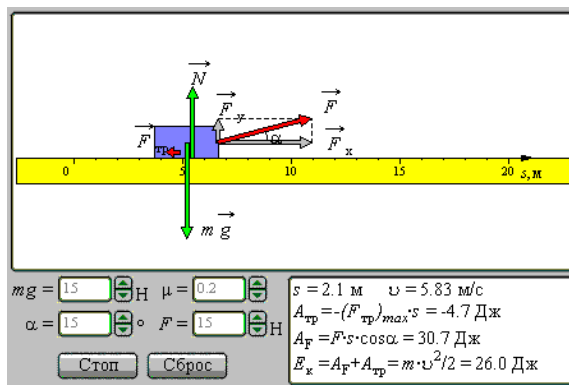 N
F y
F
F тр
α
F x
0 5 10 15 20 s, м
m g
mg = 15 Н μ = 0.2
α = 15 ° F = 15 Н
Стоп Сброс
s = 2.1 м υ = 5.83 м/с
Aтр=-(Fтр)max·s = -4.7 Дж
AF=F·s·cosα = 30.7 Дж
Eк=AF+Aтр=m·υ²/2 = 26.0 Дж